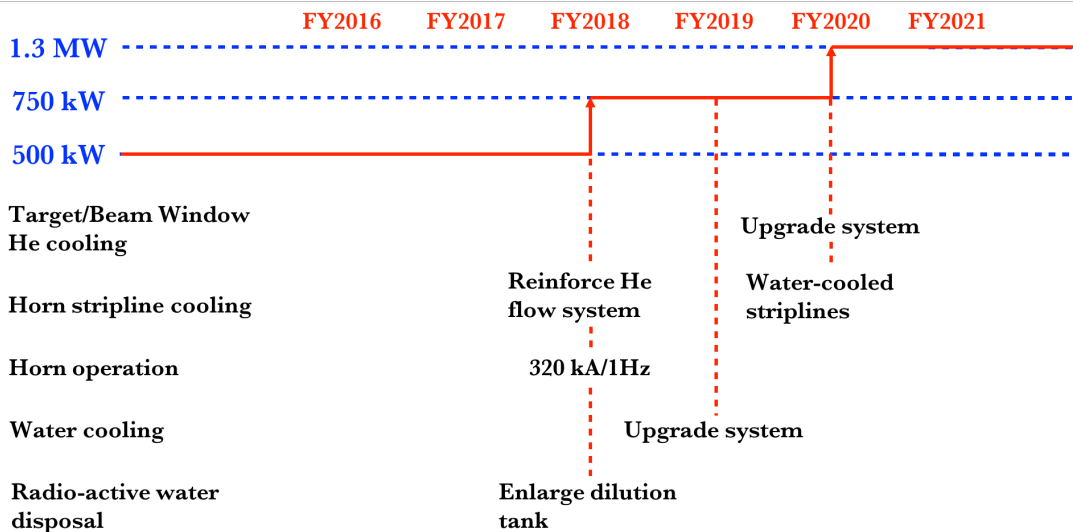 FY2016 FY2017 FY2018 FY2019 FY2020 FY2021
1.3 MW
750 kW
500 kW
Target/Beam Window
He cooling
Upgrade system
Horn stripline cooling
Reinforce He
flow system
Water-cooled
striplines
Horn operation
320 kA/1Hz
Water cooling
Upgrade system
Radio-active water
disposal
Enlarge dilution
tank